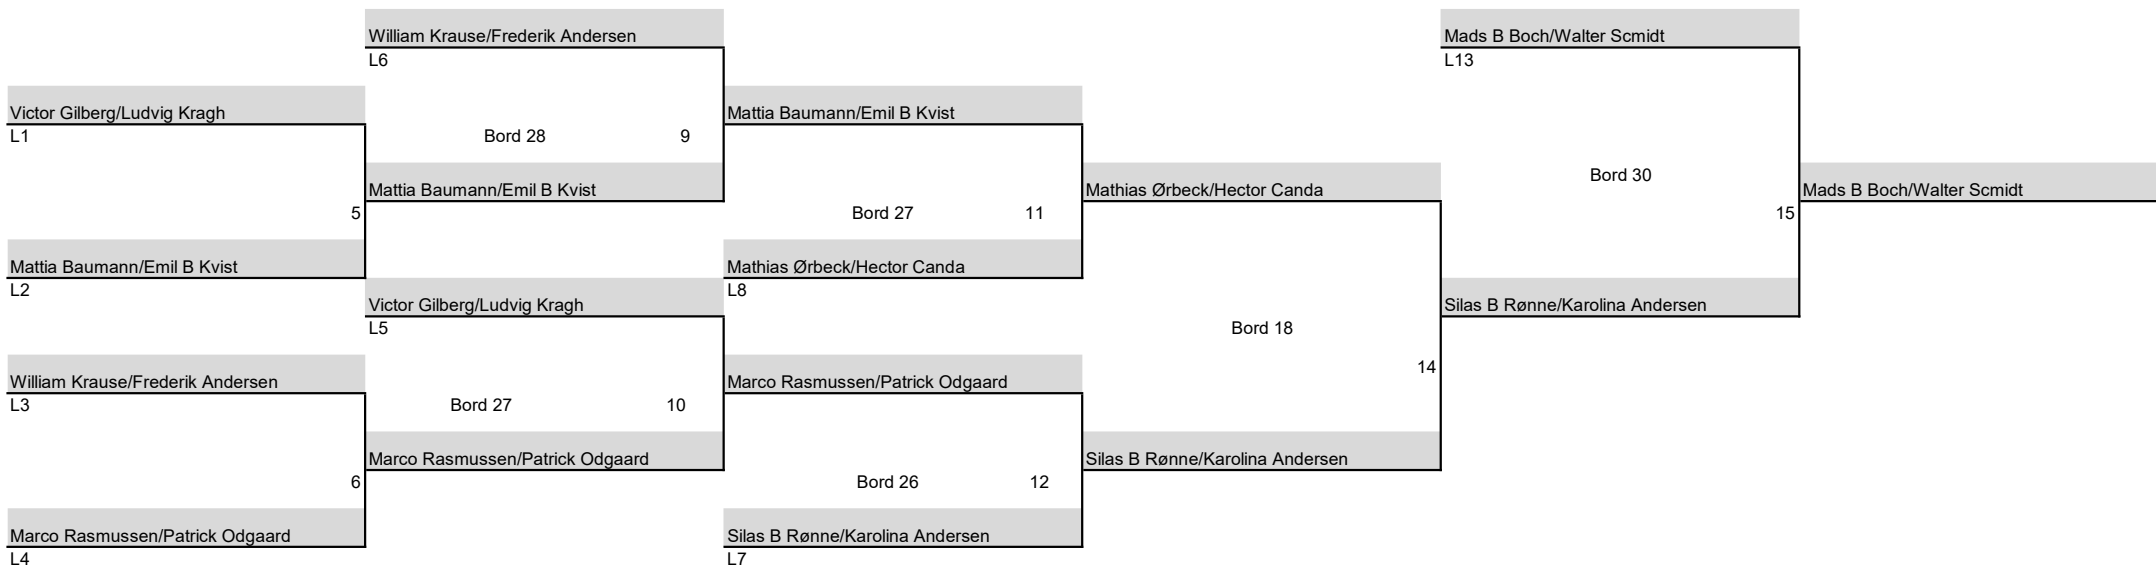 William Krause/Frederik Andersen
Mads B Boch/Walter Scmidt
L6
L13
Victor Gilberg/Ludvig Kragh
Mattia Baumann/Emil B Kvist
L1
Bord 28
9
Mattia Baumann/Emil B Kvist
Mathias Ørbeck/Hector Canda
Bord 30
Mads B Boch/Walter Scmidt
5
Bord 27
11
15
Mattia Baumann/Emil B Kvist
Mathias Ørbeck/Hector Canda
L2
L8
Victor Gilberg/Ludvig Kragh
Silas B Rønne/Karolina Andersen
L5
Bord 18
William Krause/Frederik Andersen
Marco Rasmussen/Patrick Odgaard
14
L3
Bord 27
10
Marco Rasmussen/Patrick Odgaard
Silas B Rønne/Karolina Andersen
6
Bord 26
12
Marco Rasmussen/Patrick Odgaard
Silas B Rønne/Karolina Andersen
L4
L7